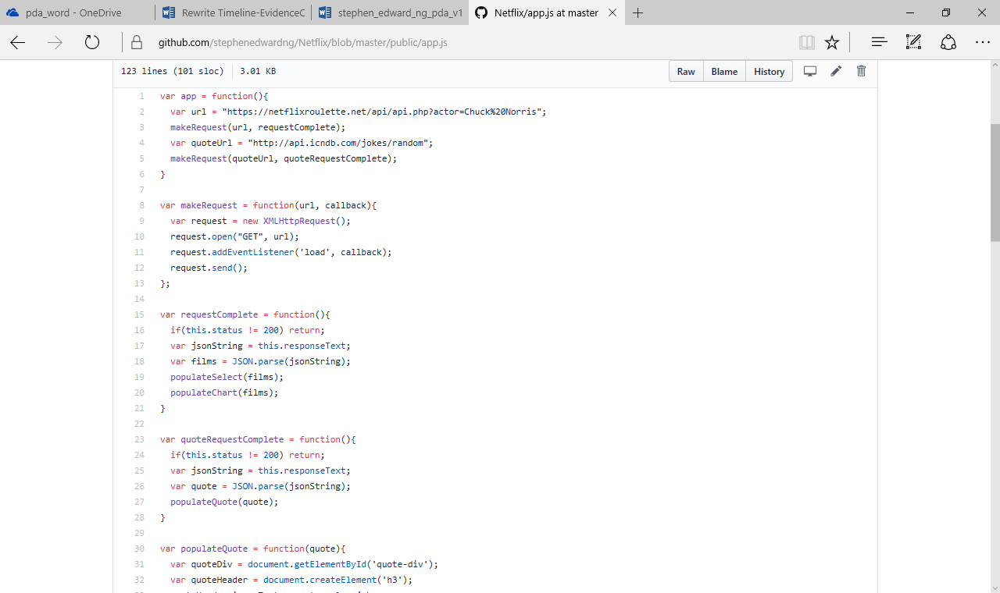 pda_word - OneDrive
Rewrite Timeline-EvidenceC
stephen_edward_ng_pda_v1
Netflix/app.js at master
github.com/stephenedwardng/Netflix/blob/master/public/app.js
123 lines (101 sloc) 3.01 KB
Raw Blame History
1 var app = function(){
2 var url = "https://netflixroulette.net/api/api.php?actor=Chuck%20Norris";
3 makeRequest(url, requestComplete);
4 var quoteUrl = "http://api.icndb.com/jokes/random";
5 makeRequest(quoteUrl, quoteRequestComplete);
6 }
7
8 var makeRequest = function(url, callback){
9 var request = new XMLHttpRequest();
10 request.open("GET", url);
11 request.addEventListener('load', callback);
12 request.send();
13 };
14
15 var requestComplete = function(){
16 if(this.status != 200) return;
17 var jsonString = this.responseText;
18 var films = JSON.parse(jsonString);
19 populateSelect(films);
20 populateChart(films);
21 }
22
23 var quoteRequestComplete = function(){
24 if(this.status != 200) return;
25 var jsonString = this.responseText;
26 var quote = JSON.parse(jsonString);
27 populateQuote(quote);
28 }
29
30 var populateQuote = function(quote){
31 var quoteDiv = document.getElementById('quote-div');
32 var quoteHeader = document.createElement('h3');